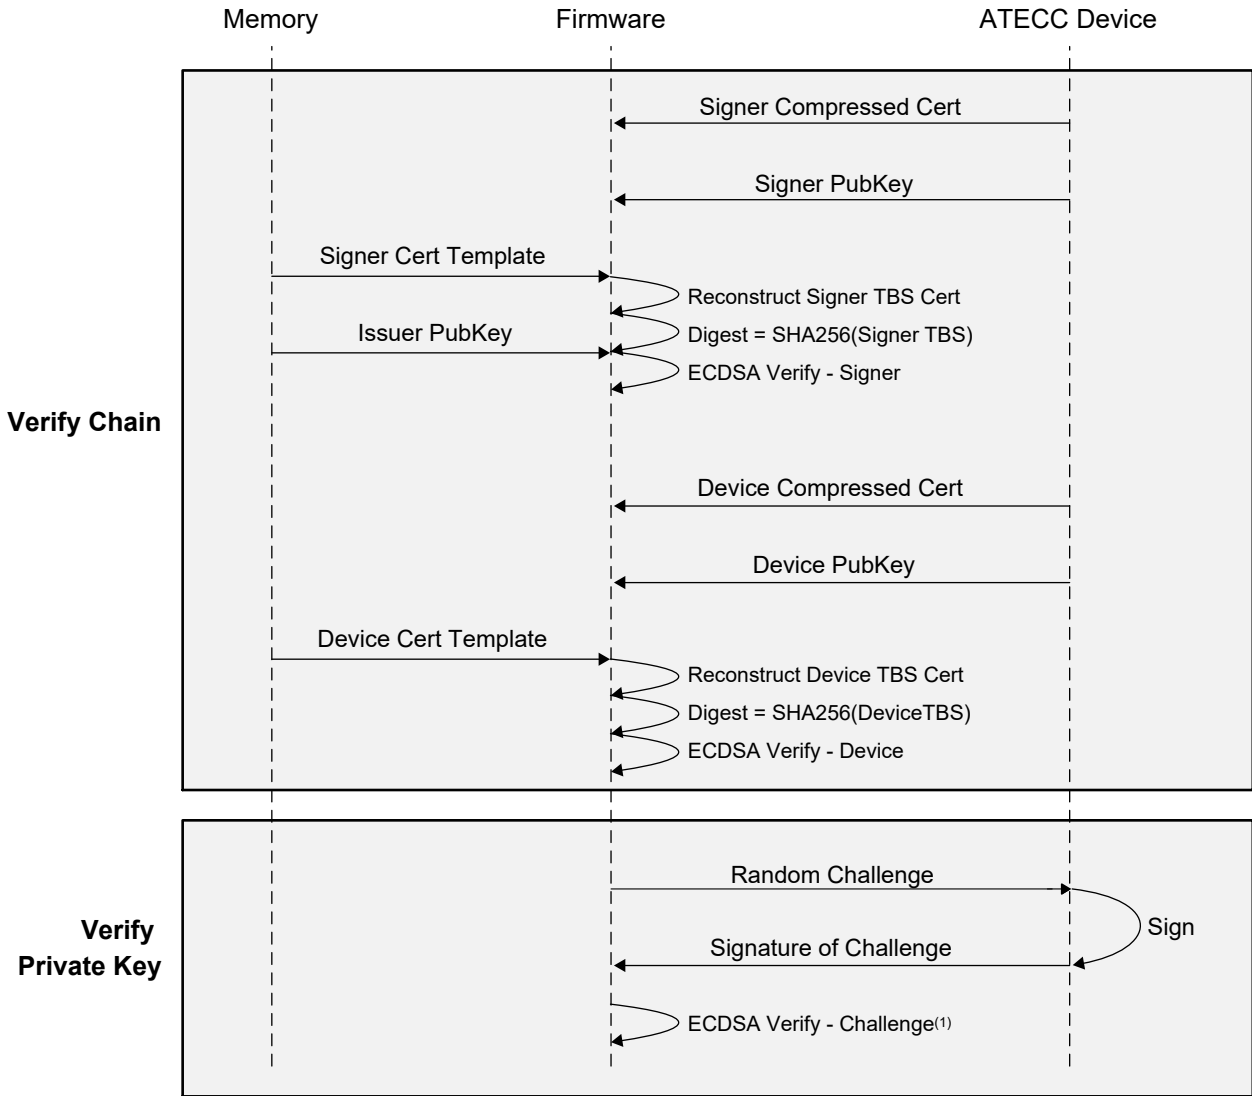 Memory
Firmware
ATECC Device
Signer Compressed Cert
Signer PubKey
Signer Cert Template
Reconstruct Signer TBS Cert
Issuer PubKey
Digest = SHA256(Signer TBS)
ECDSA Verify - Signer
Verify Chain
Device Compressed Cert
Device PubKey
Device Cert Template
Reconstruct Device TBS Cert
Digest = SHA256(DeviceTBS)
ECDSA Verify - Device
Random Challenge
Verify
Private Key
Sign
Signature of Challenge
ECDSA Verify - Challenge(1)